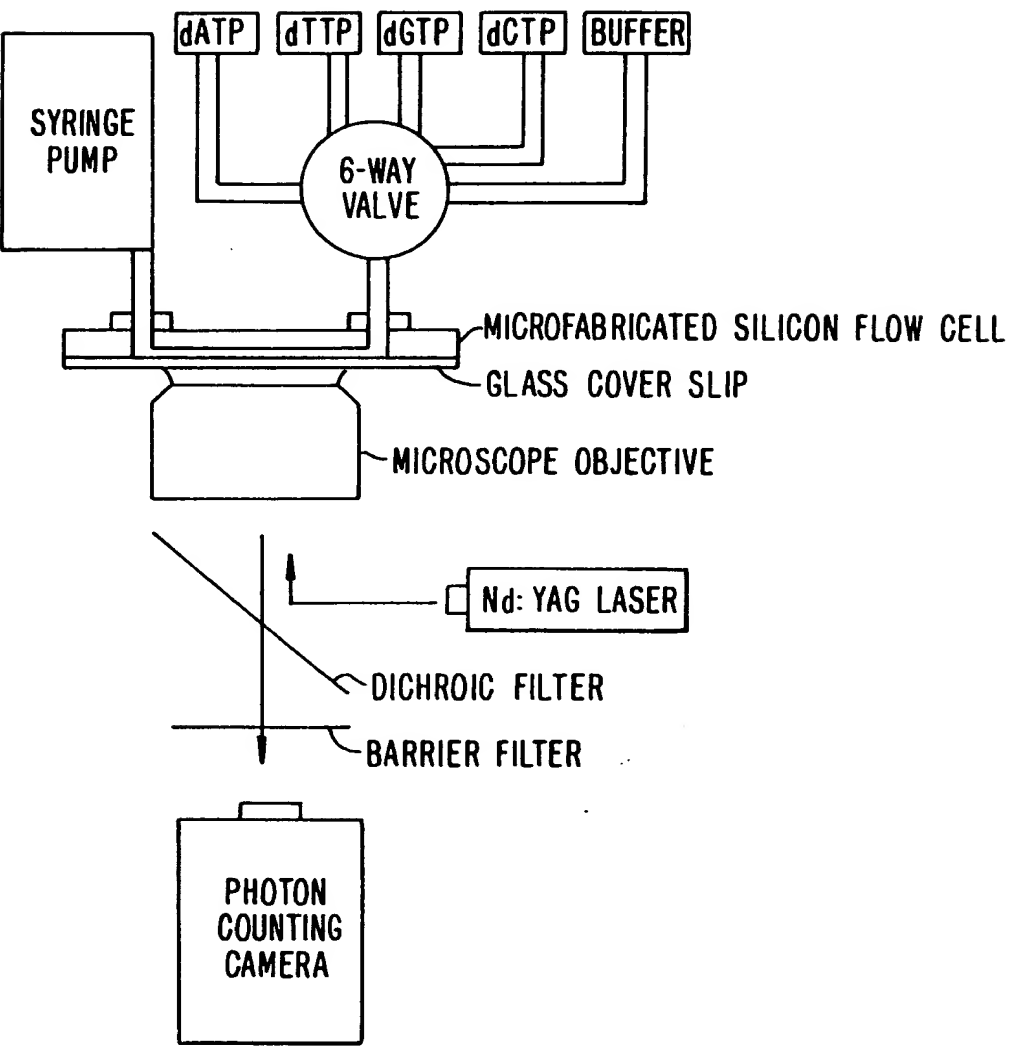 dATP
dTTP
dGTP
dCTP
BUFFER
SYRINGE
PUMP
6-WAY
VALVE
MICROFABRICATED SILICON FLOW CELL
GLASS COVER SLIP
MICROSCOPE OBJECTIVE
Nd: YAG LASER
DICHROIC FILTER
BARRIER FILTER
PHOTON
COUNTING
CAMERA